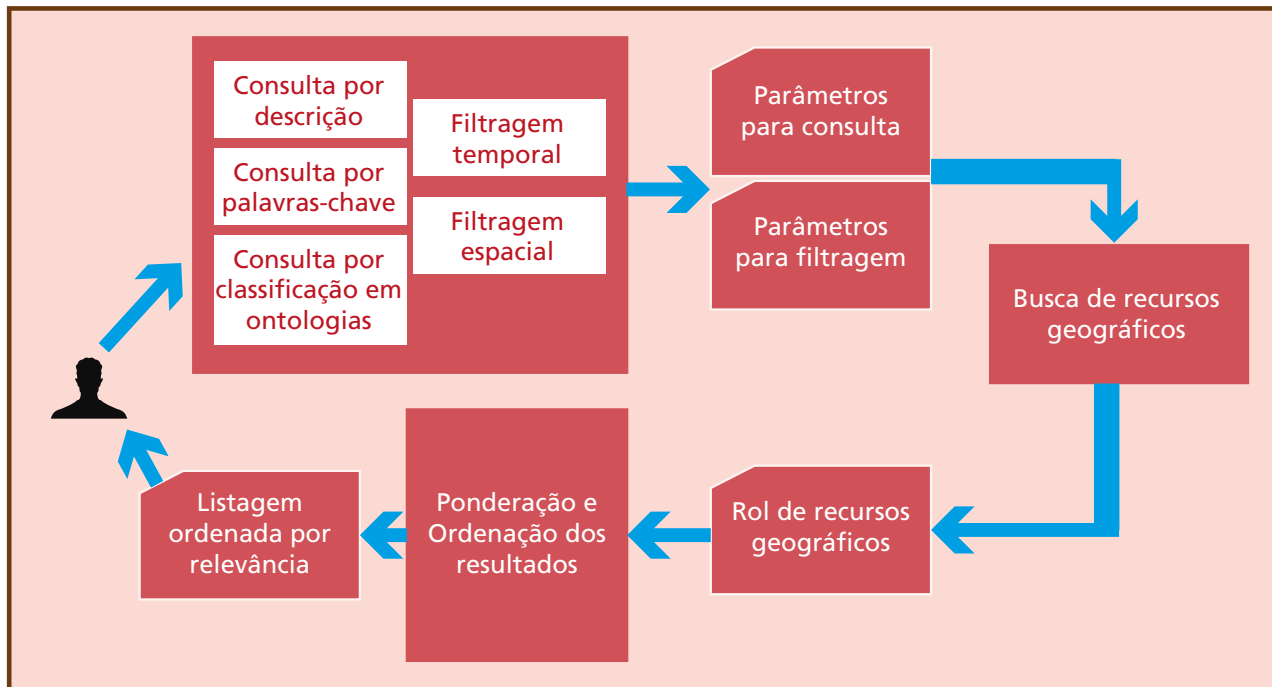 Consulta por
descrição
Consulta por
palavras-chave
Consulta por
classificação em
ontologias
Filtragem
temporal
Filtragem
espacial
Parâmetros
para consulta
Parâmetros
para filtragem
Busca de recursos
geográficos
Rol de recursos
geográficos
Ponderação e
Ordenação dos
resultados
Listagem
ordenada por
relevância